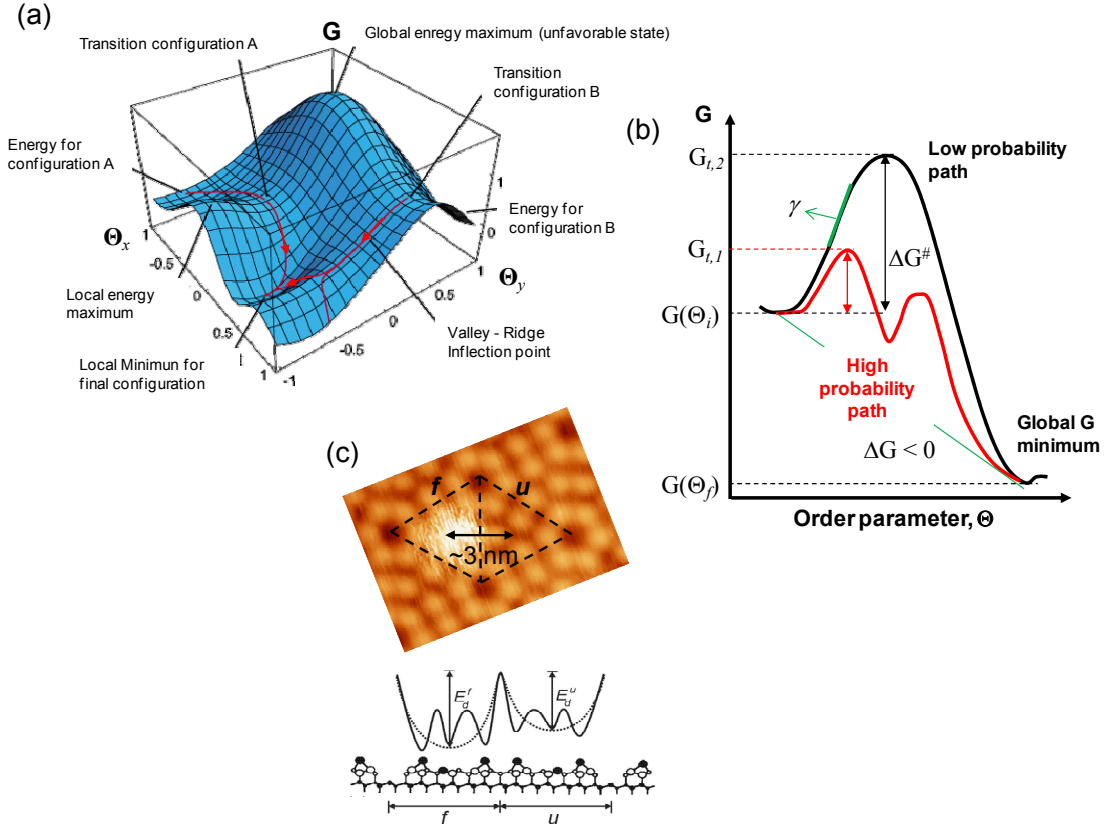 (a)
Transition configuration A
G
Global enregy maximum (unfavorable state)
Transition
configuration B
Energy for
configuration A
1
0
Energy for
configuration B
Θx
1
-0.5
0
0.5
1
Θy
1
0
-0.5
-1
Local energy
maximum
Local Minimun for
final configuration
Valley - Ridge
Inflection point
(b)
G
Gt,2
Low probability
path
γ
Gt,1
ΔG#
G(Θi)
High
probability
path
Global G
minimum
ΔG < 0
G(Θf)
Order parameter, Θ
(c)
f
u
~3 nm
Edf
Edu
f
u